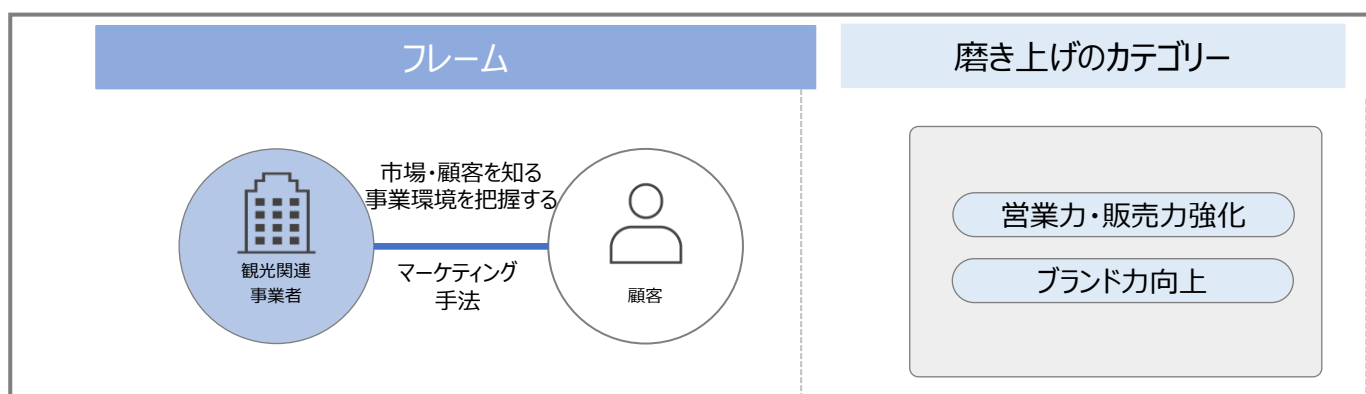 フレーム
磨き上げのカテゴリー
市場・顧客を知る
事業環境を把握する
観光関連
事業者
マーケティング
手法
顧客
営業力・販売力強化
ブランド力向上